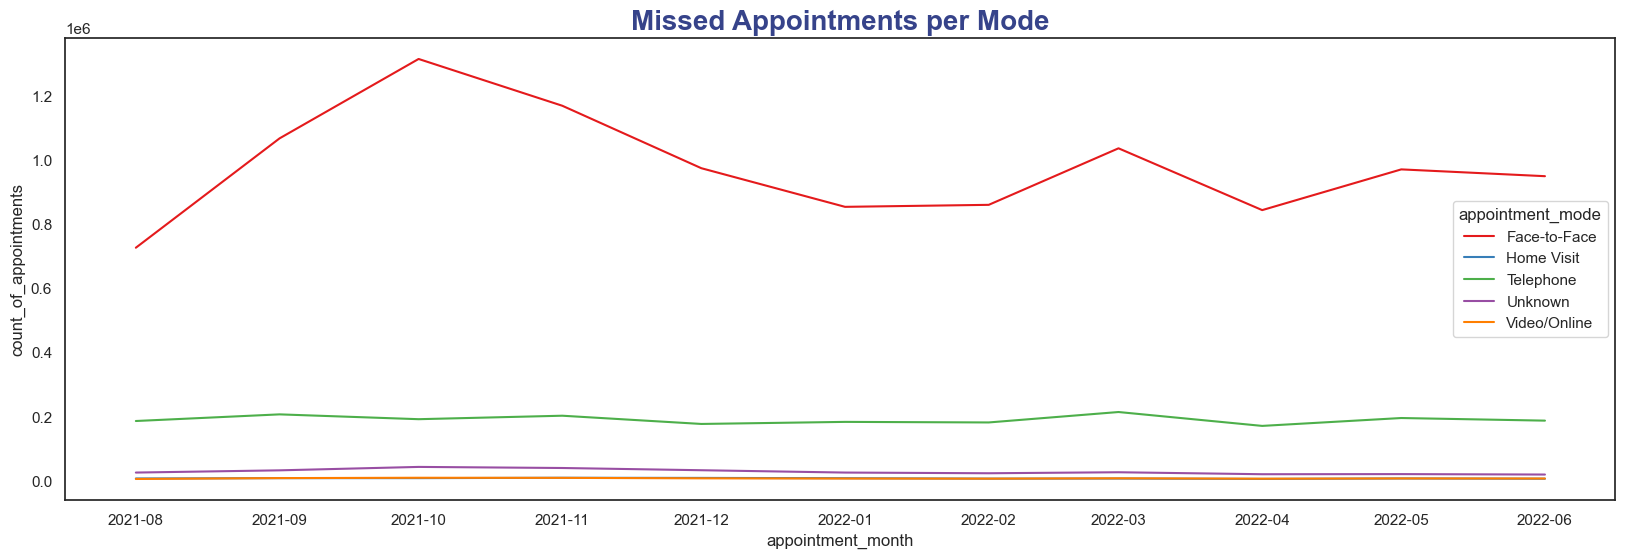 Missed Appointments per Mode
1e6
1.2
1.0
0.8
0.6
0.4
0.2
0.0
count_of_appointments
appointment_mode
Face-to-Face
Home Visit
Telephone
Unknown
Video/Online
2021-08 2021-09 2021-10 2021-11 2021-12 2022-01 2022-02 2022-03 2022-04 2022-05 2022-06
appointment_month